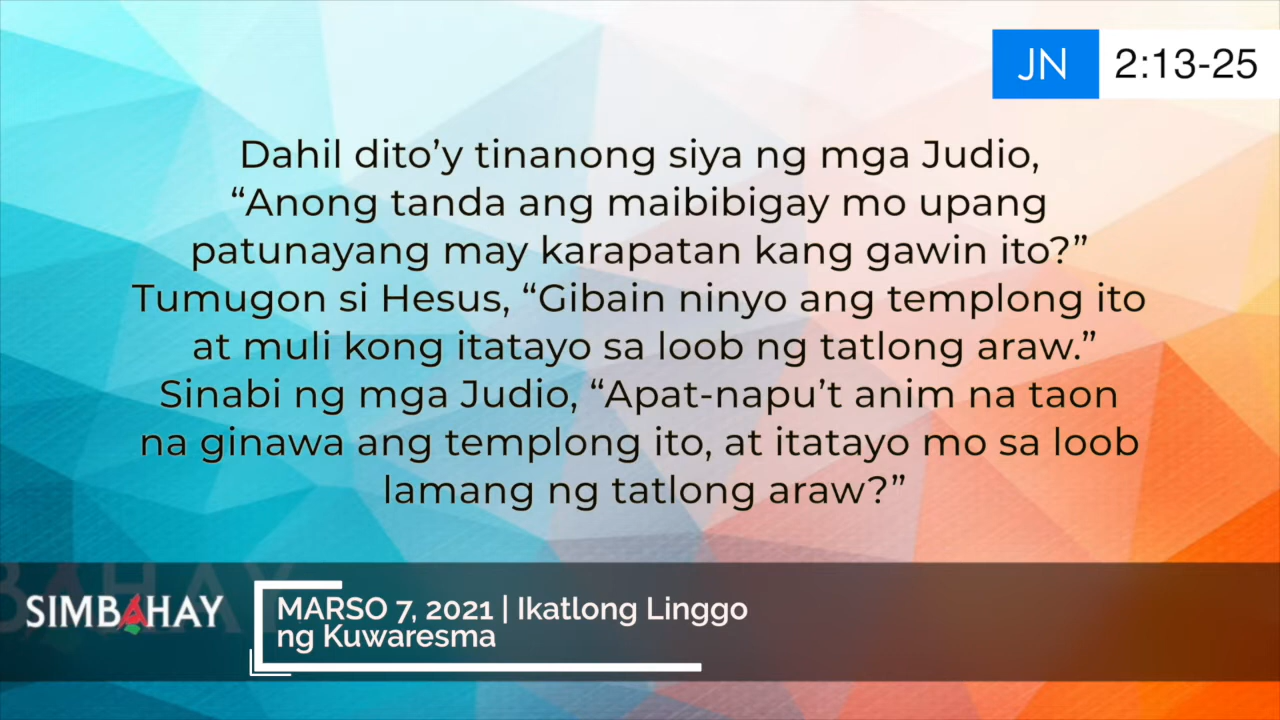 JN 2:13-25
Dahil dito’y tinanong siya ng mga Judio,
“Anong tanda ang maibibigay mo upang
patunayang may karapatan kang gawin ito?”
Tumugon si Hesus, “Gibain ninyo ang templong ito
at muli kong itatayo sa loob ng tatlong araw.”
Sinabi ng mga Judio, “Apat-napu’t anim na taon
na ginawa ang templong ito, at itatayo mo sa loob
lamang ng tatlong araw?”
SIMBAHAY
MARSO 7, 2021 | Ikatlong Linggo
ng Kuwaresma